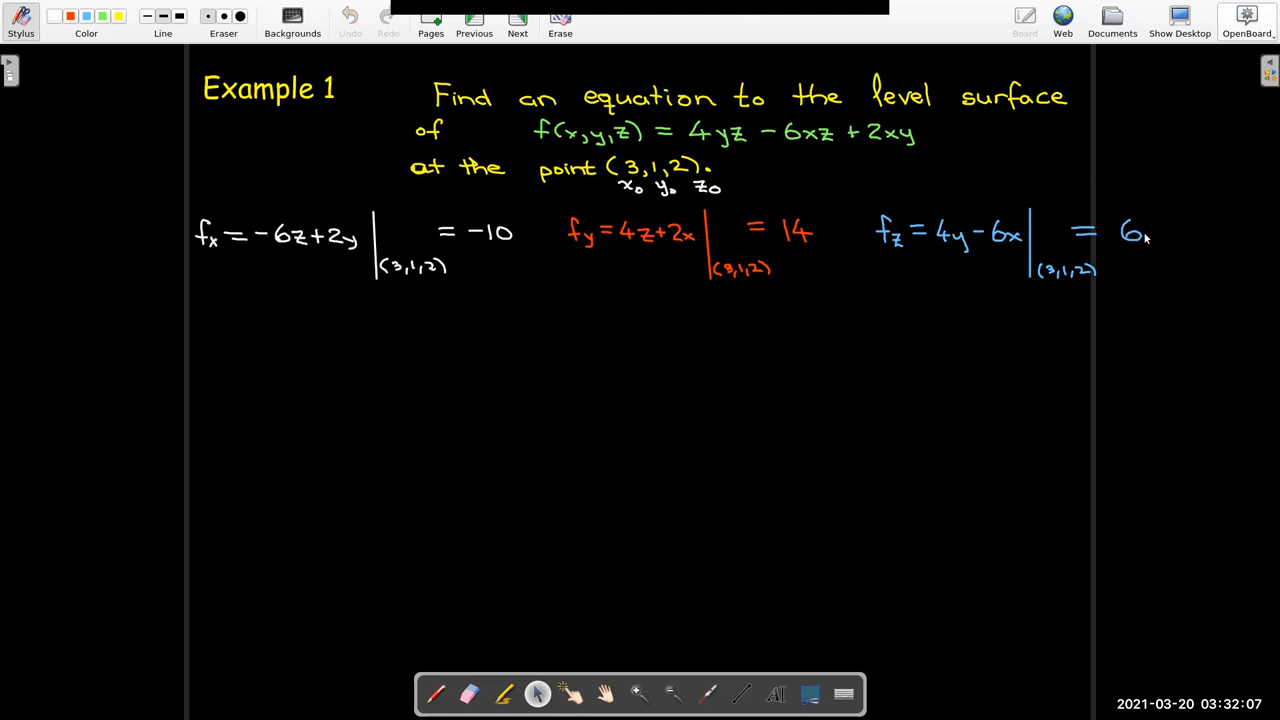 Stylus Color Line Eraser Backgrounds Undo Redo Pages Previous Next Erase Board Web Documents Show Desktop OpenBoard
Example 1 Find an equation to the level surface
of f(x,y,z) = 4yz - 6xz + 2xy
at the point (3,1,2).
x₀ y₀ z₀
fₓ = -6z+2y |₍₃,₁,₂₎ = -10 fᵧ = 4z+2x |₍₃,₁,₂₎ = 14 f_z = 4y-6x |₍₃,₁,₂₎ = 6
2021-03-20 03:32:07